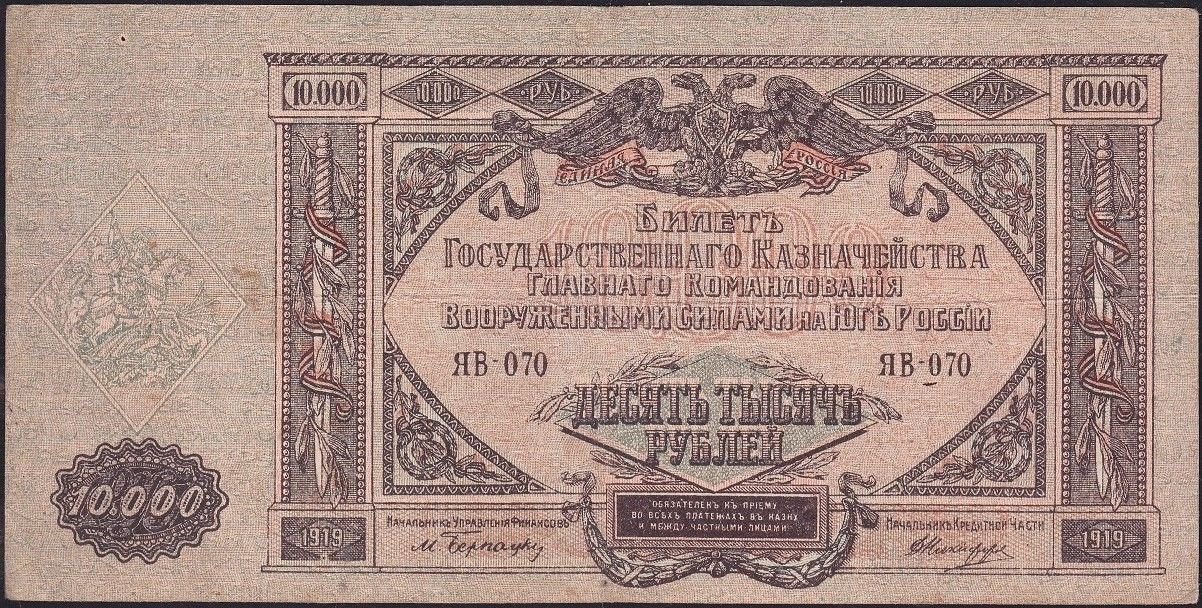 10.000 10.000 РУБ. 10.000 РУБ. 10.000
ЕДИНАЯ РОССІЯ
БИЛЕТЪ
ГОСУДАРСТВЕННАГО КАЗНАЧЕЙСТВА
ГЛАВНАГО КОМАНДОВАНІЯ
ВООРУЖЕННЫМИ СИЛАМИ НА ЮГѢ РОССІИ
ЯВ-070 ЯВ-070
ДЕСЯТЬ ТЫСЯЧЪ
РУБЛЕЙ
10.000
ОБЯЗАТЕЛЕНЪ КЪ ПРІЕМУ
ВО ВСѢХЪ ПЛАТЕЖАХЪ ВЪ КАЗНУ
И МЕЖДУ ЧАСТНЫМИ ЛИЦАМИ
НАЧАЛЬНИКЪ УПРАВЛЕНІЯ ФИНАНСОВЪ НАЧАЛЬНИКЪ КРЕДИТНОЙ ЧАСТИ
1919 1919